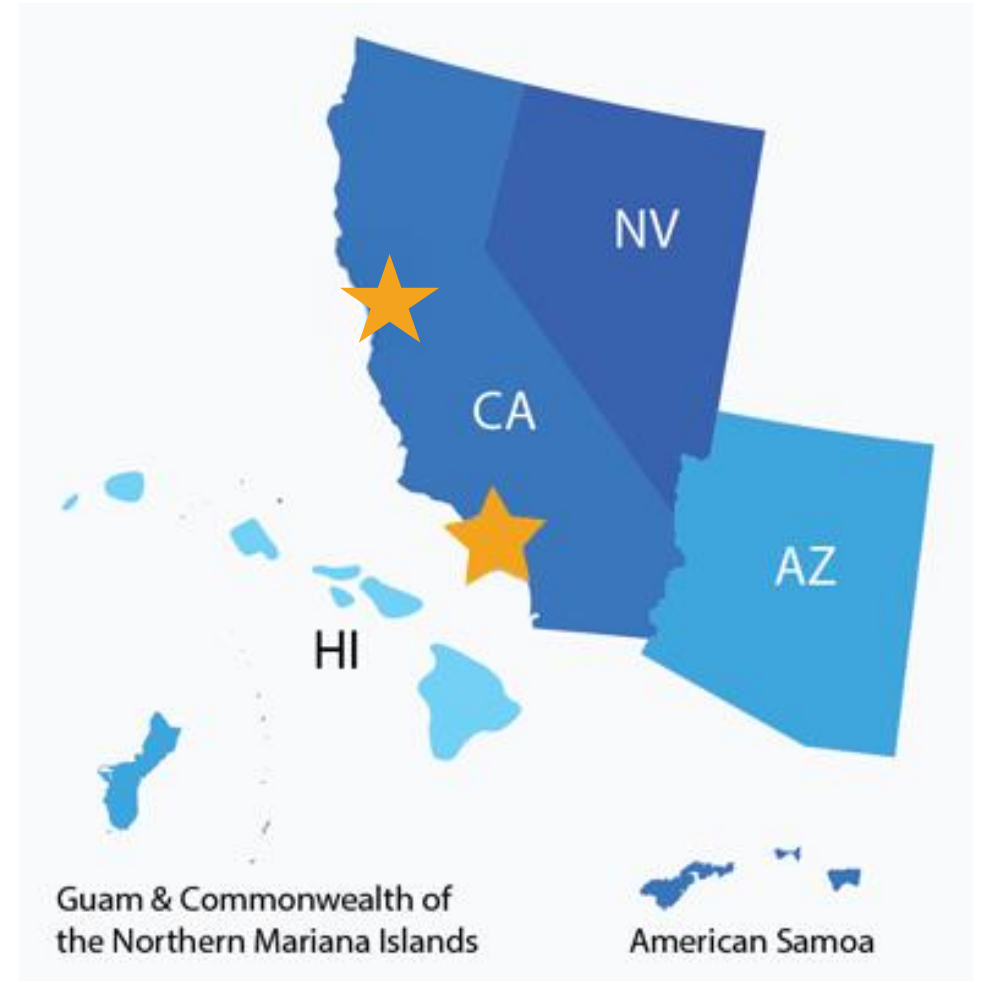 NV
CA
AZ
HI
Guam & Commonwealth of
the Northern Mariana Islands
American Samoa